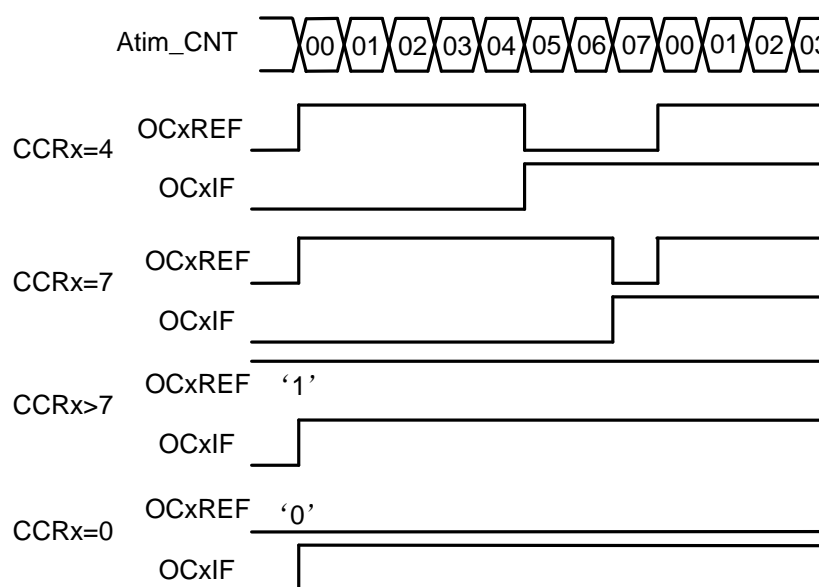 Atim_CNT 00 01 02 03 04 05 06 07 00 01 02 03
OCxREF
CCRx=4
OCxIF
OCxREF
CCRx=7
OCxIF
OCxREF ‘1’
CCRx>7
OCxIF
OCxREF ‘0’
CCRx=0
OCxIF